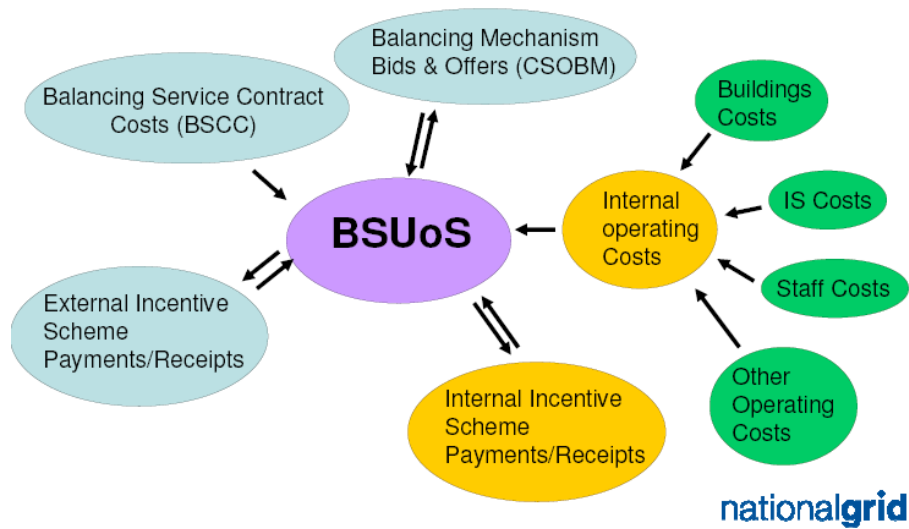 Balancing Mechanism
Bids & Offers (CSOBM)
Balancing Service Contract
Costs (BSCC)
Buildings
Costs
IS Costs
Internal
operating
Costs
BSUoS
Staff Costs
External Incentive
Scheme
Payments/Receipts
Internal Incentive
Scheme
Payments/Receipts
Other
Operating
Costs
nationalgrid